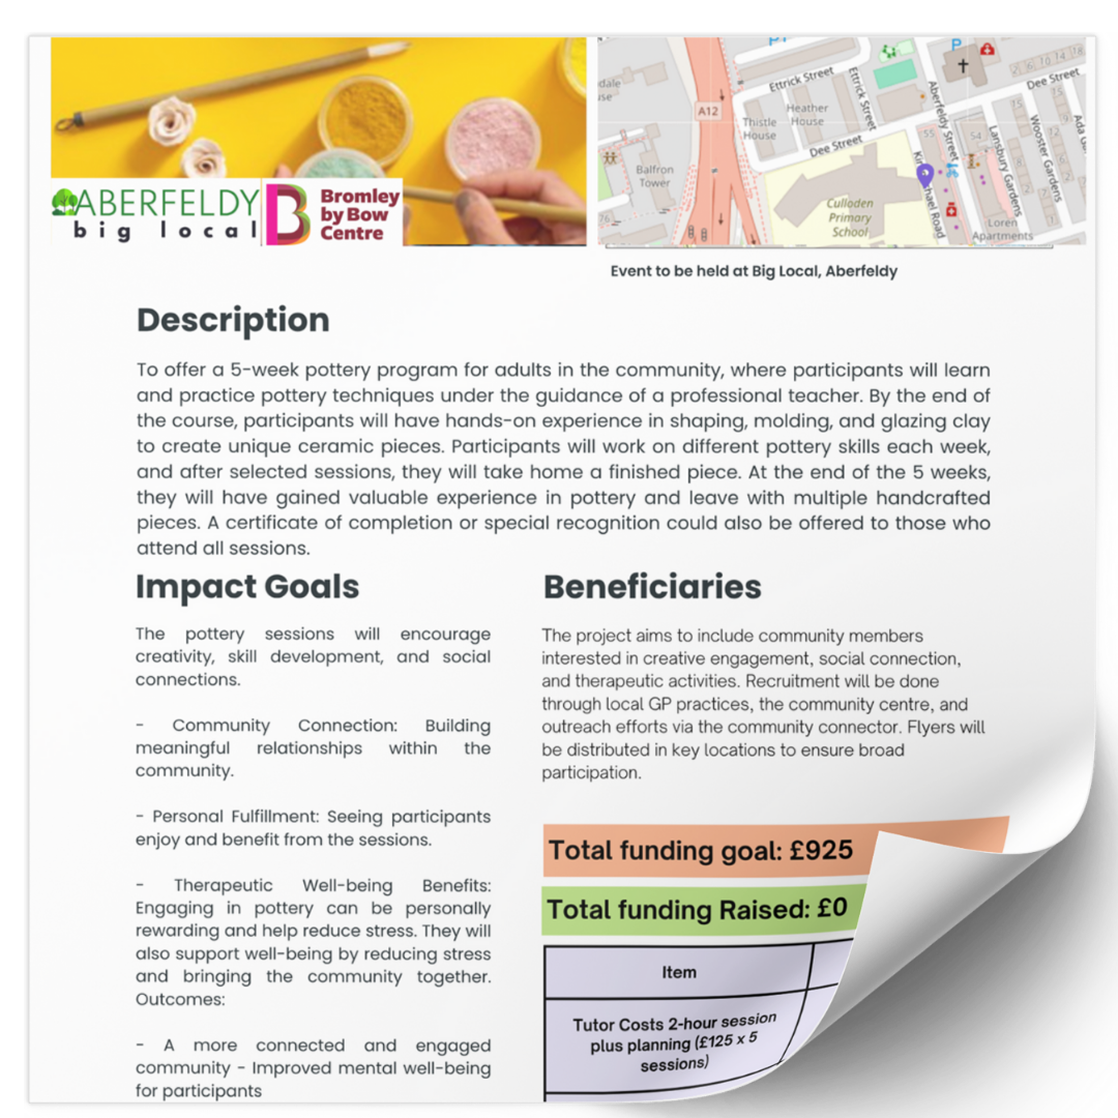 ABERFELDY
big local
Bromley
by Bow
Centre
A12
Ettrick Street
Ettrick Street
Heather
House
Thistle
House
Dee Street
Dee Street
Balfron
Tower
Culloden
Primary
School
Aberfeldy Street
Lansbury Gardens
Wooster Gardens
Loren
Apartments
P
55
54
76
15
Event to be held at Big Local, Aberfeldy
Description
To offer a 5-week pottery program for adults in the community, where participants will learn
and practice pottery techniques under the guidance of a professional teacher. By the end of
the course, participants will have hands-on experience in shaping, molding, and glazing clay
to create unique ceramic pieces. Participants will work on different pottery skills each week,
and after selected sessions, they will take home a finished piece. At the end of the 5 weeks,
they will have gained valuable experience in pottery and leave with multiple handcrafted
pieces. A certificate of completion or special recognition could also be offered to those who
attend all sessions.
Impact Goals
The pottery sessions will encourage
creativity, skill development, and social
connections.
- Community Connection: Building
meaningful relationships within the
community.
- Personal Fulfillment: Seeing participants
enjoy and benefit from the sessions.
- Therapeutic Well-being Benefits:
Engaging in pottery can be personally
rewarding and help reduce stress. They will
also support well-being by reducing stress
and bringing the community together.
Outcomes:
- A more connected and engaged
community - Improved mental well-being
for participants
Beneficiaries
The project aims to include community members
interested in creative engagement, social connection,
and therapeutic activities. Recruitment will be done
through local GP practices, the community centre, and
outreach efforts via the community connector. Flyers will
be distributed in key locations to ensure broad
participation.
Total funding goal: £925
Total funding Raised: £0
Item
Tutor Costs 2-hour session
plus planning (£125 x 5
sessions)